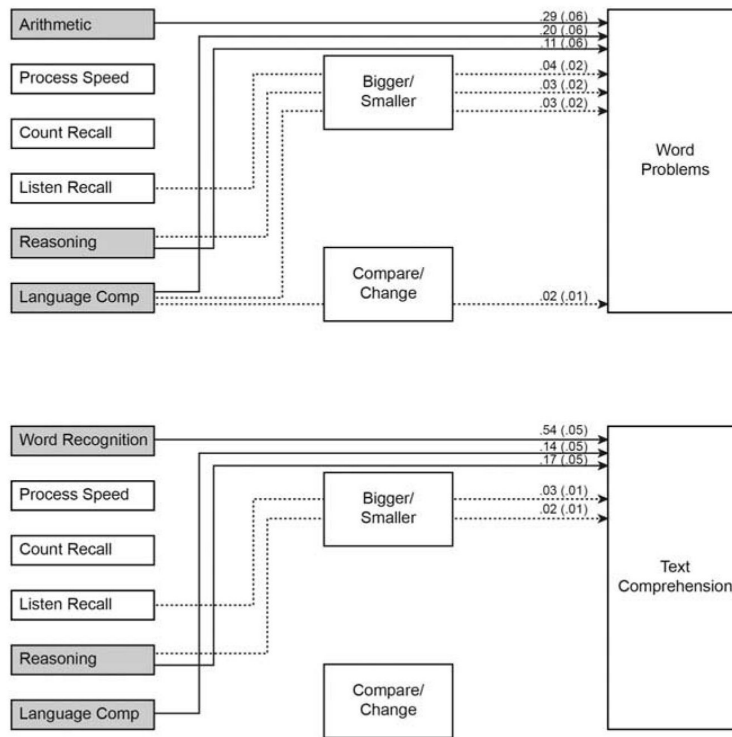 Arithmetic
Process Speed
Count Recall
Listen Recall
Reasoning
Language Comp
Bigger/
Smaller
Compare/
Change
.29 (.06)
.20 (.06)
.11 (.06)
.04 (.02)
.03 (.02)
.03 (.02)
.02 (.01)
Word
Problems
Word Recognition
Process Speed
Count Recall
Listen Recall
Reasoning
Language Comp
Bigger/
Smaller
Compare/
Change
.54 (.05)
.14 (.05)
.17 (.05)
.03 (.01)
.02 (.01)
Text
Comprehension